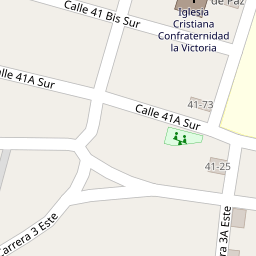 de Paz
Calle 41 Bis Sur
Iglesia
Cristiana
Confraternidad
la Victoria
Calle 41A Sur
41-73
Calle 41A Sur
41-25
Carrera 3 Este
ra 3A Este